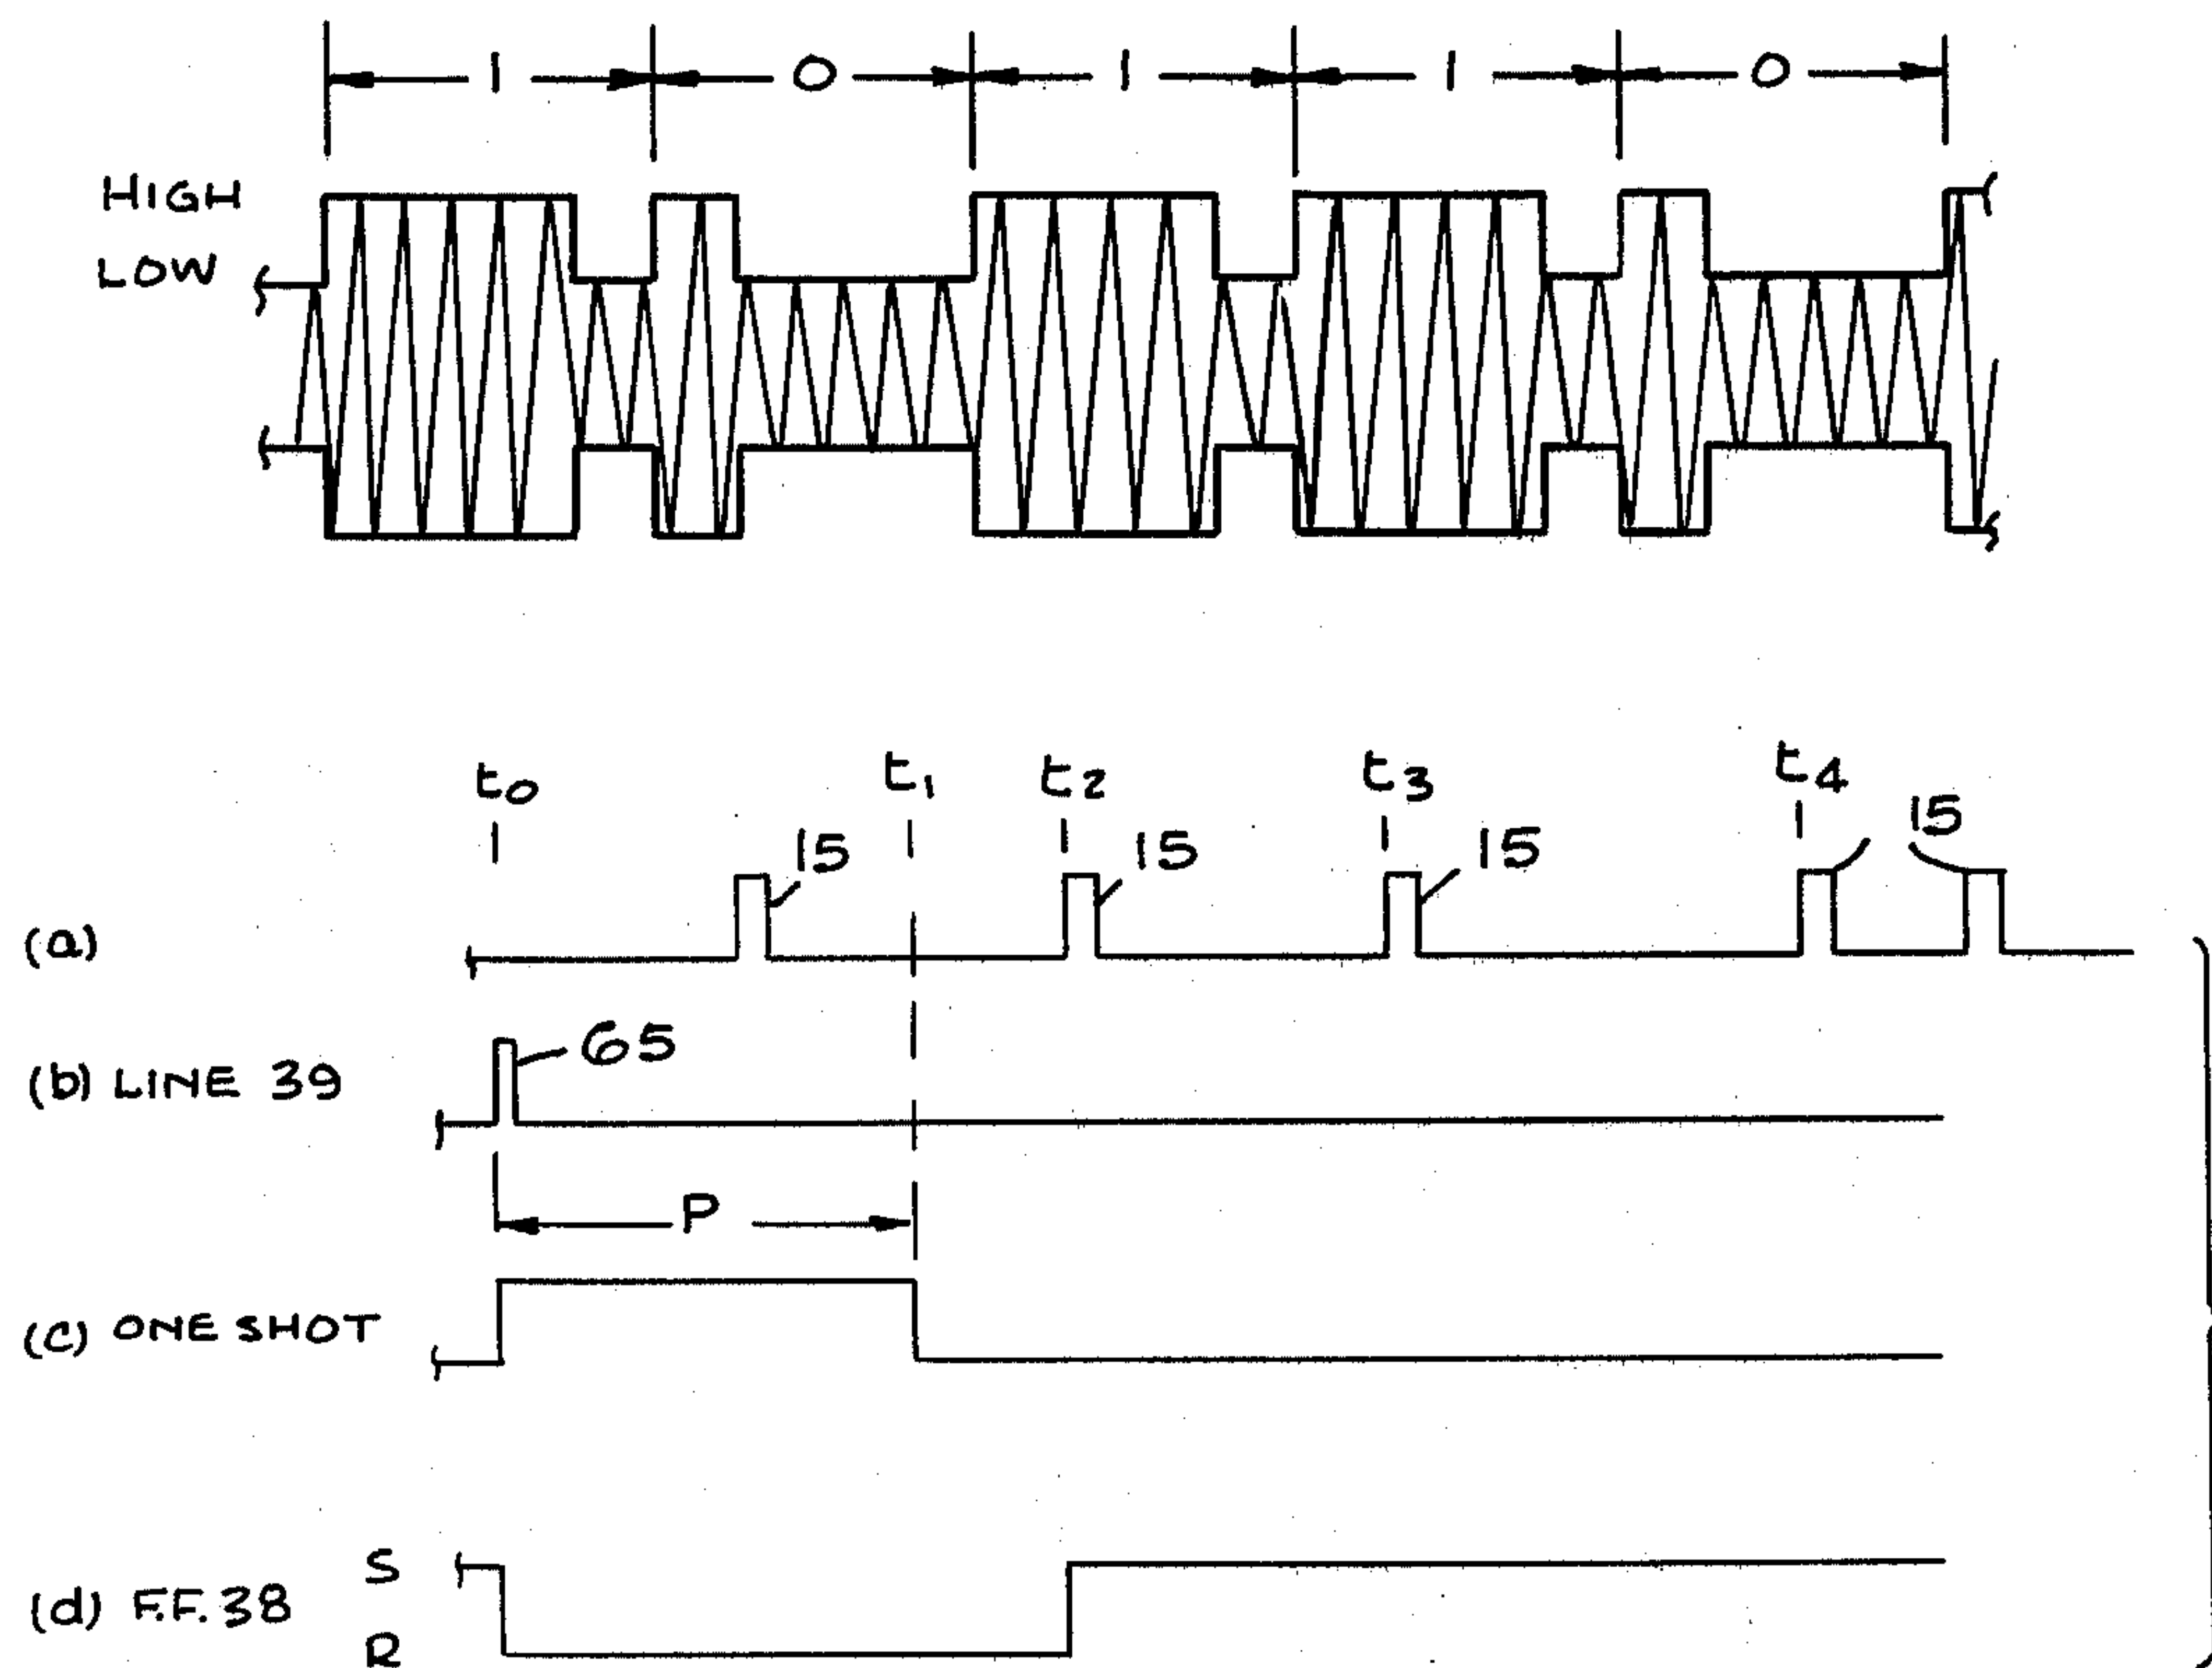 1 0 1 1 0
HIGH
LOW
t0 t1 t2 t3 t4
15 15 15 15
(a)
65
(b) LINE 39
P
(c) ONE SHOT
S
(d) F.F. 38
R